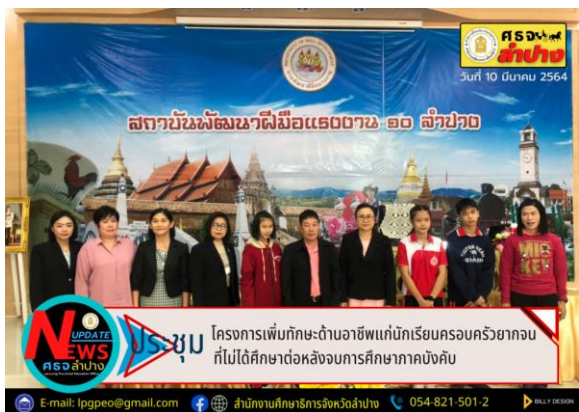 ศธจ
ลำปาง
วันที่ 10 มีนาคม 2564
สถาบันพัฒนาฝีมือแรงงาน ๑๐ ลำปาง
NEWS
UPDATE
ศธจ ลำปาง
Lampang Provincial Education Office
ประชุม
โครงการเพิ่มทักษะด้านอาชีพแก่นักเรียนครอบครัวยากจน
ที่ไม่ได้ศึกษาต่อหลังจบการศึกษาภาคบังคับ
E-mail: lpgpeo@gmail.com
สำนักงานศึกษาธิการจังหวัดลำปาง
054-821-501-2
BILLY DESIGN